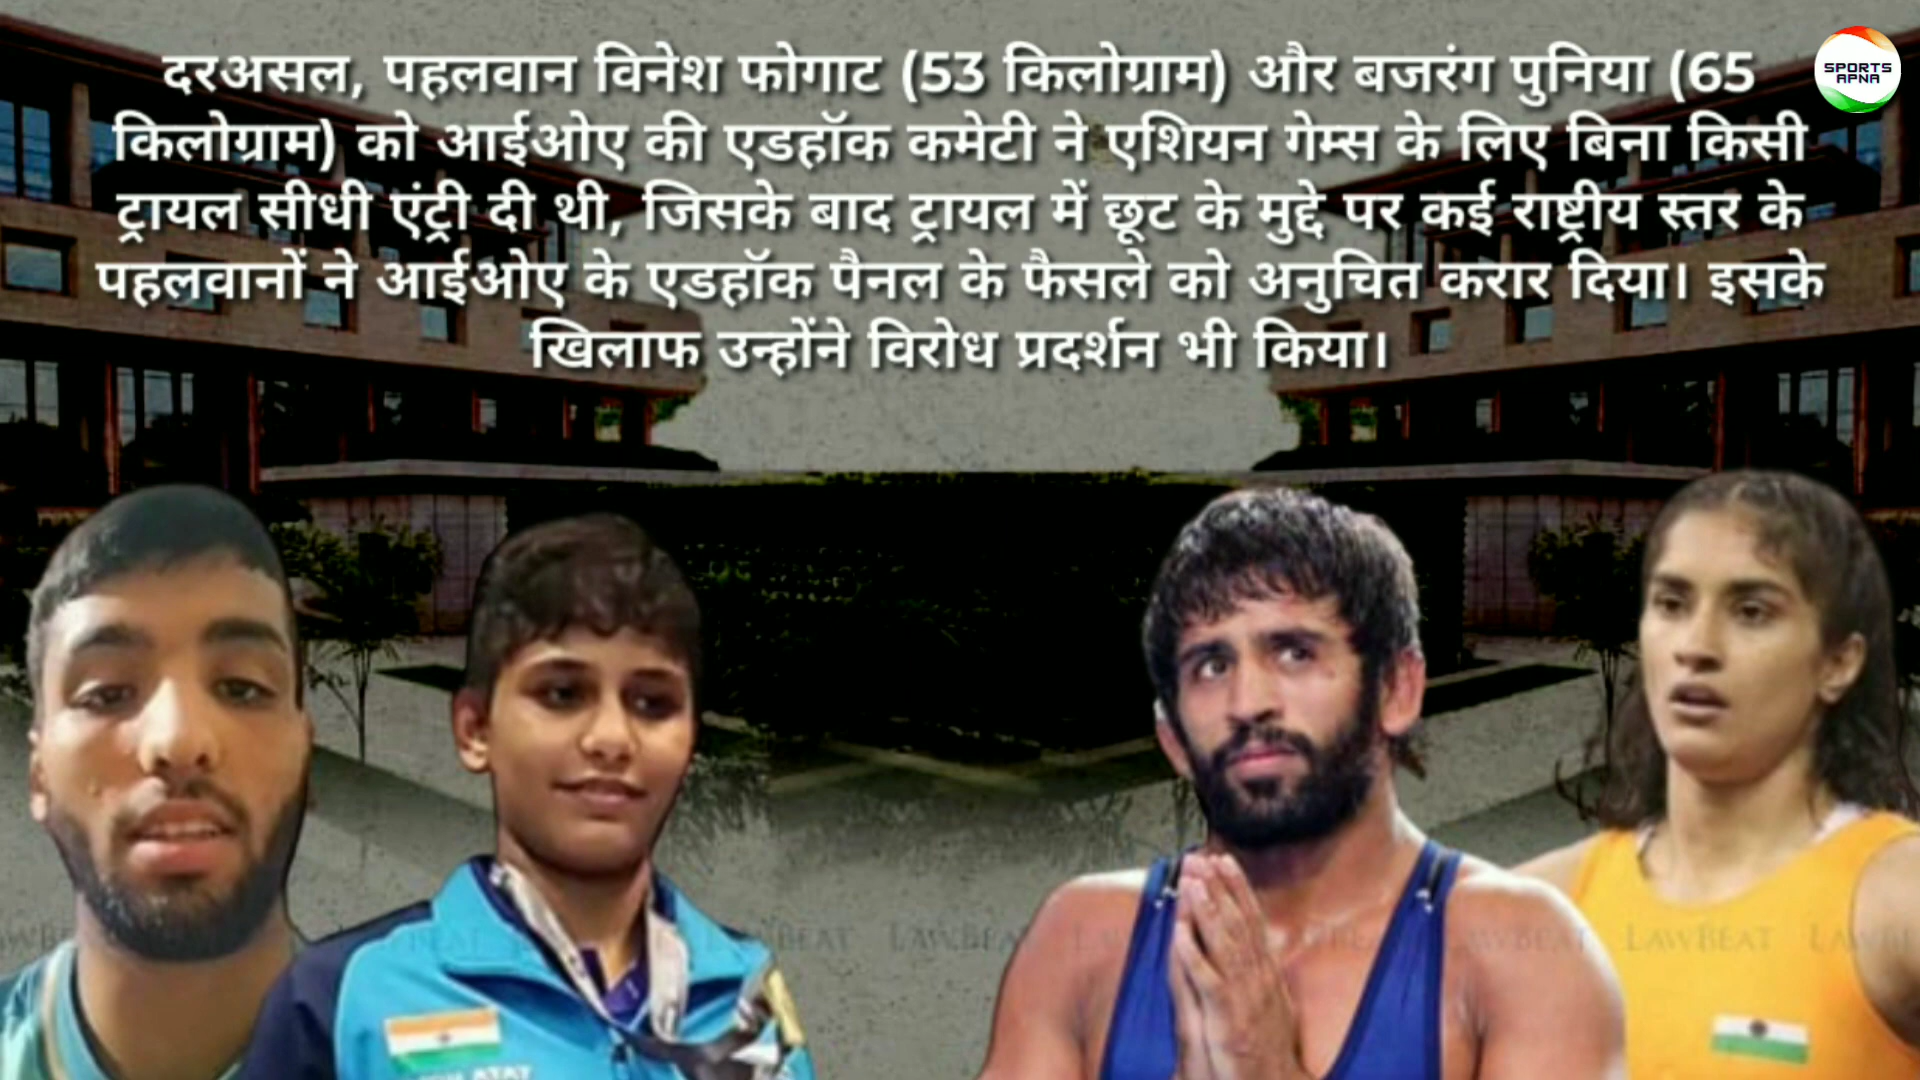 दरअसल, पहलवान विनेश फोगाट (53 किलोग्राम) और बजरंग पुनिया (65
किलोग्राम) को आईओए की एडहॉक कमेटी ने एशियन गेम्स के लिए बिना किसी
ट्रायल सीधी एंट्री दी थी, जिसके बाद ट्रायल में छूट के मुद्दे पर कई राष्ट्रीय स्तर के
पहलवानों ने आईओए के एडहॉक पैनल के फैसले को अनुचित करार दिया। इसके
खिलाफ उन्होंने विरोध प्रदर्शन भी किया।
SPORTS
APNA
LAWBEAT